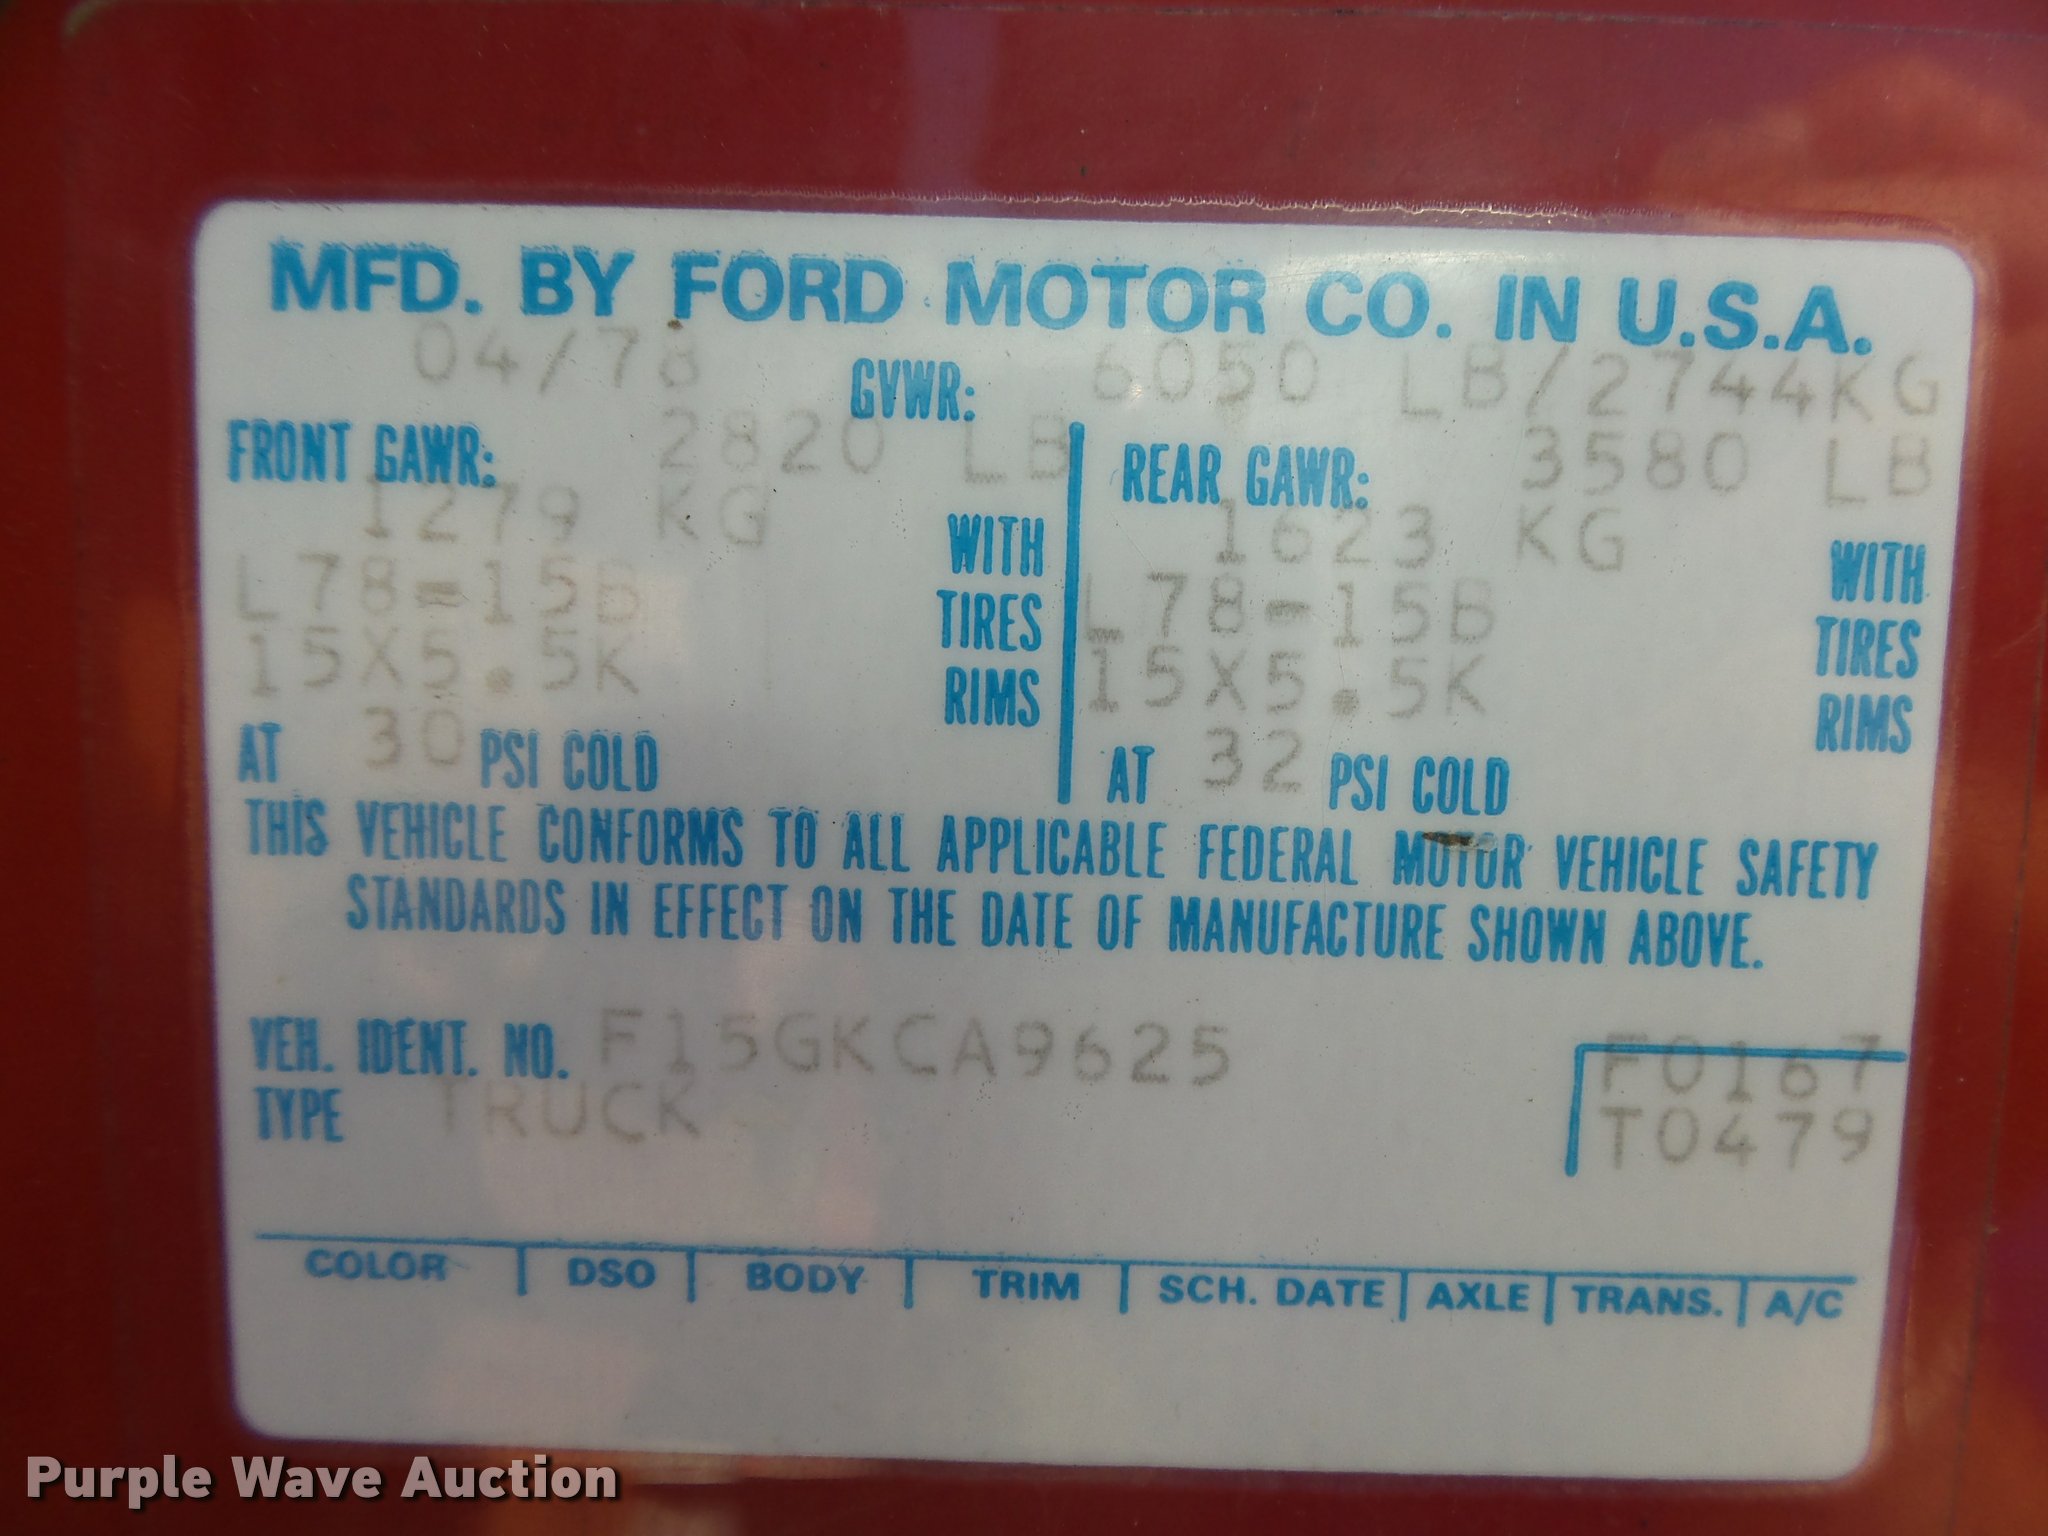 MFD. BY FORD MOTOR CO. IN U.S.A.
04/78 GVWR: 6050 LB/2744KG
FRONT GAWR: 2820 LB
1279 KG WITH
L78-15B TIRES
15X5.5K RIMS
AT 30 PSI COLD
REAR GAWR: 3580 LB
1623 KG WITH
L78-15B TIRES
15X5.5K RIMS
AT 32 PSI COLD
THIS VEHICLE CONFORMS TO ALL APPLICABLE FEDERAL MOTOR VEHICLE SAFETY
STANDARDS IN EFFECT ON THE DATE OF MANUFACTURE SHOWN ABOVE.
VEH. IDENT. NO. F15GKCA9625
TYPE TRUCK
F0167
T0479
COLOR DSO BODY TRIM SCH. DATE AXLE TRANS. A/C
Purple Wave Auction